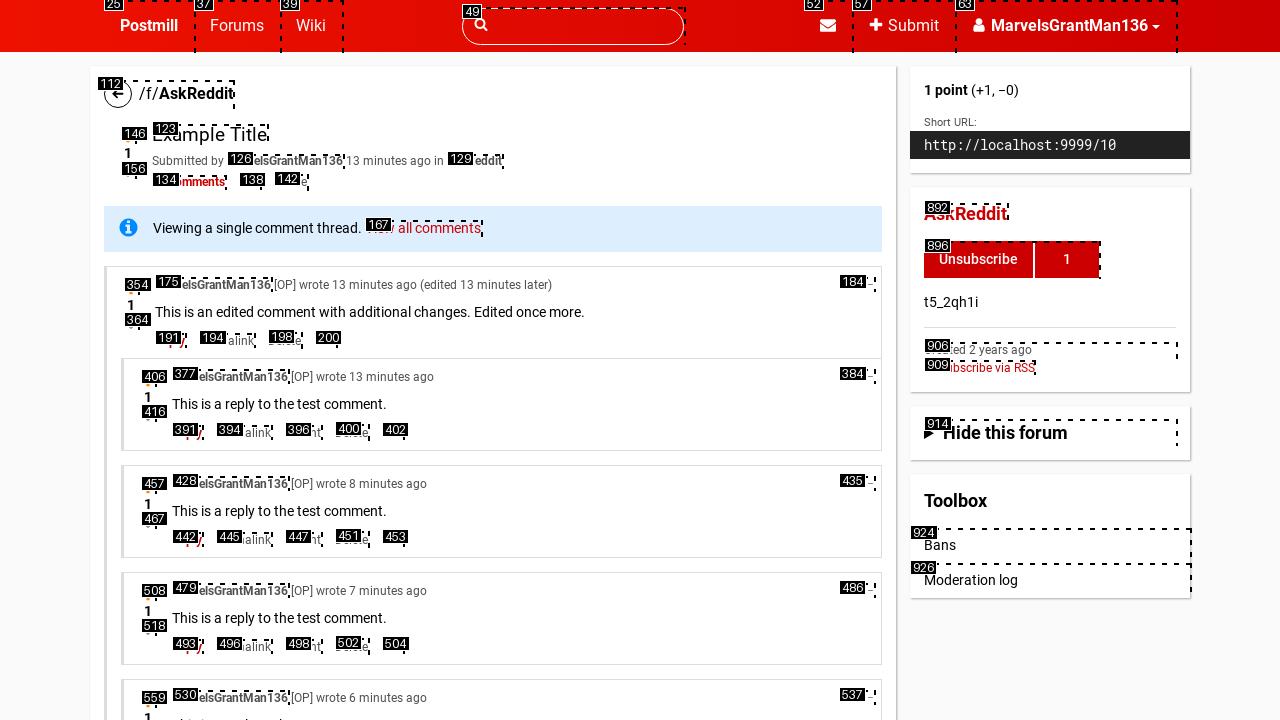 25 37 39 49 52 57 63
Postmill Forums Wiki Submit MarvelsGrantMan136
112 /f/AskReddit
146 123 Example Title
1
Submitted by 126 elsGrantMan136 13 minutes ago in 129 eddit
156
134 mments 138 142
167
Viewing a single comment thread. all comments
354 175 elsGrantMan136 [OP] wrote 13 minutes ago (edited 13 minutes later) 184
1
This is an edited comment with additional changes. Edited once more.
364
191 194 alink 198 200
406 377 elsGrantMan136 [OP] wrote 13 minutes ago 384
1
This is a reply to the test comment.
416
391 394 alink 396 nt 400 402
457 428 elsGrantMan136 [OP] wrote 8 minutes ago 435
1
This is a reply to the test comment.
467
442 445 alink 447 nt 451 453
508 479 elsGrantMan136 [OP] wrote 7 minutes ago 486
1
This is a reply to the test comment.
518
493 496 alink 498 nt 502 504
559 530 elsGrantMan136 [OP] wrote 6 minutes ago 537
1
1 point (+1, −0)
Short URL:
http://localhost:9999/10
892
AskReddit
896
Unsubscribe 1
t5_2qh1i
906
ted 2 years ago
909 bscribe via RSS
914
Hide this forum
Toolbox
924
Bans
926
Moderation log